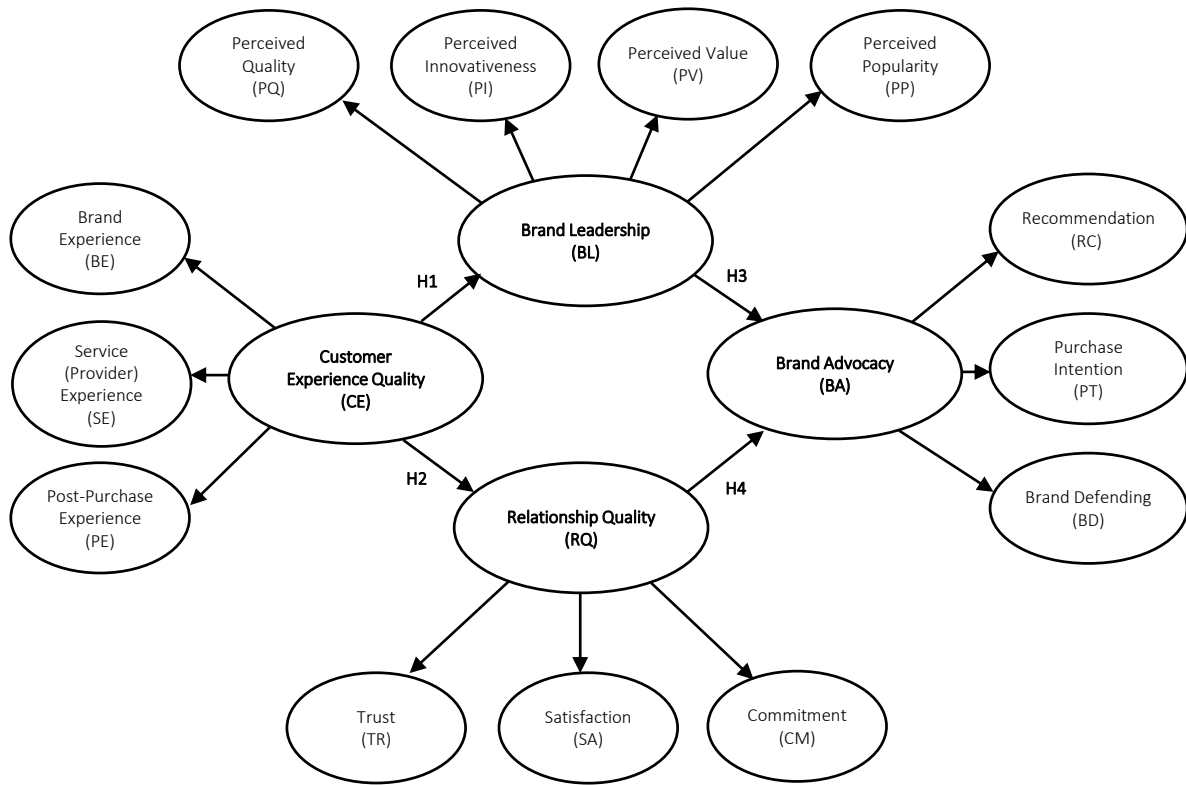 Perceived
Quality
(PQ)
Perceived
Innovativeness
(PI)
Perceived Value
(PV)
Perceived
Popularity
(PP)
Brand
Experience
(BE)
Brand Leadership
(BL)
Recommendation
(RC)
H1
H3
Service
(Provider)
Experience
(SE)
Customer
Experience Quality
(CE)
Brand Advocacy
(BA)
Purchase
Intention
(PT)
Post-Purchase
Experience
(PE)
H2
H4
Relationship Quality
(RQ)
Brand Defending
(BD)
Trust
(TR)
Satisfaction
(SA)
Commitment
(CM)